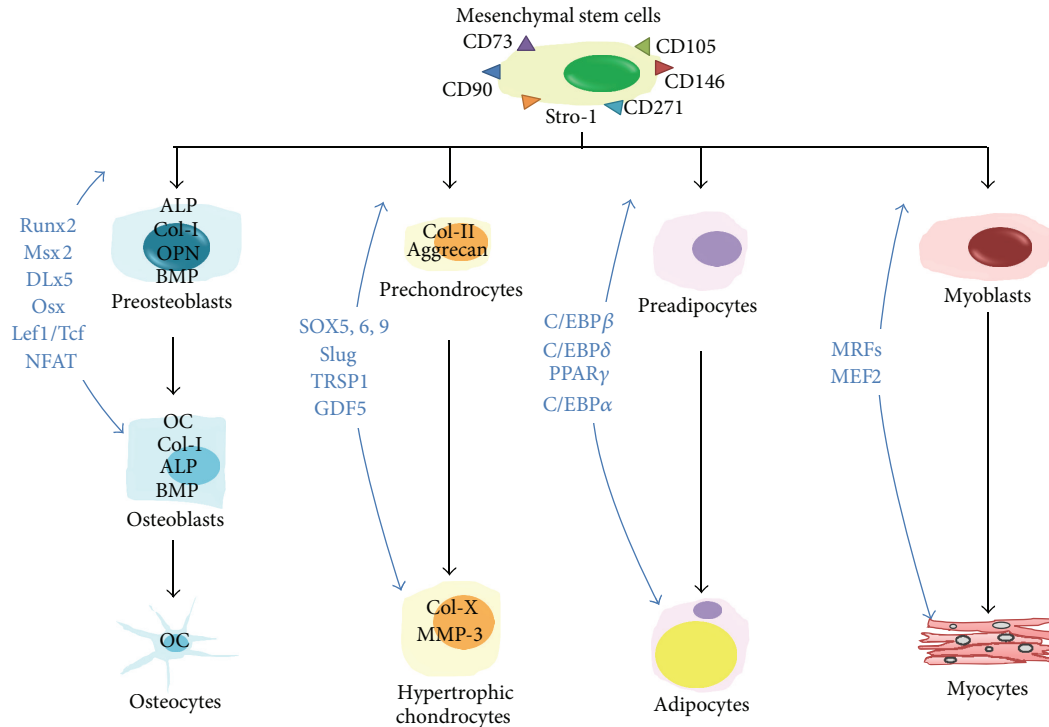 Mesenchymal stem cells
CD73
CD105
CD90
CD146
Stro-1
CD271
Runx2
Msx2
DLx5
Osx
Lef1/Tcf
NFAT
ALP
Col-I
OPN
BMP
Preosteoblasts
OC
Col-I
ALP
BMP
Osteoblasts
OC
Osteocytes
Col-II
Aggrecan
Prechondrocytes
SOX5, 6, 9
Slug
TRSP1
GDF5
Col-X
MMP-3
Hypertrophic
chondrocytes
Preadipocytes
C/EBPβ
C/EBPδ
PPARγ
C/EBPα
Adipocytes
Myoblasts
MRFs
MEF2
Myocytes